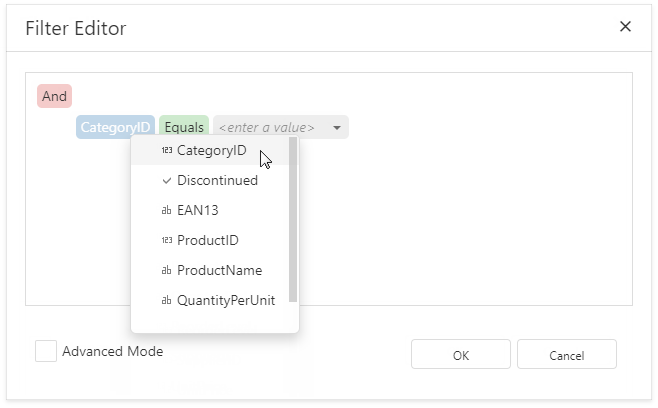 Filter Editor
And
CategoryID Equals <enter a value>
123 CategoryID
Discontinued
ab EAN13
123 ProductID
ab ProductName
ab QuantityPerUnit
Advanced Mode
OK
Cancel